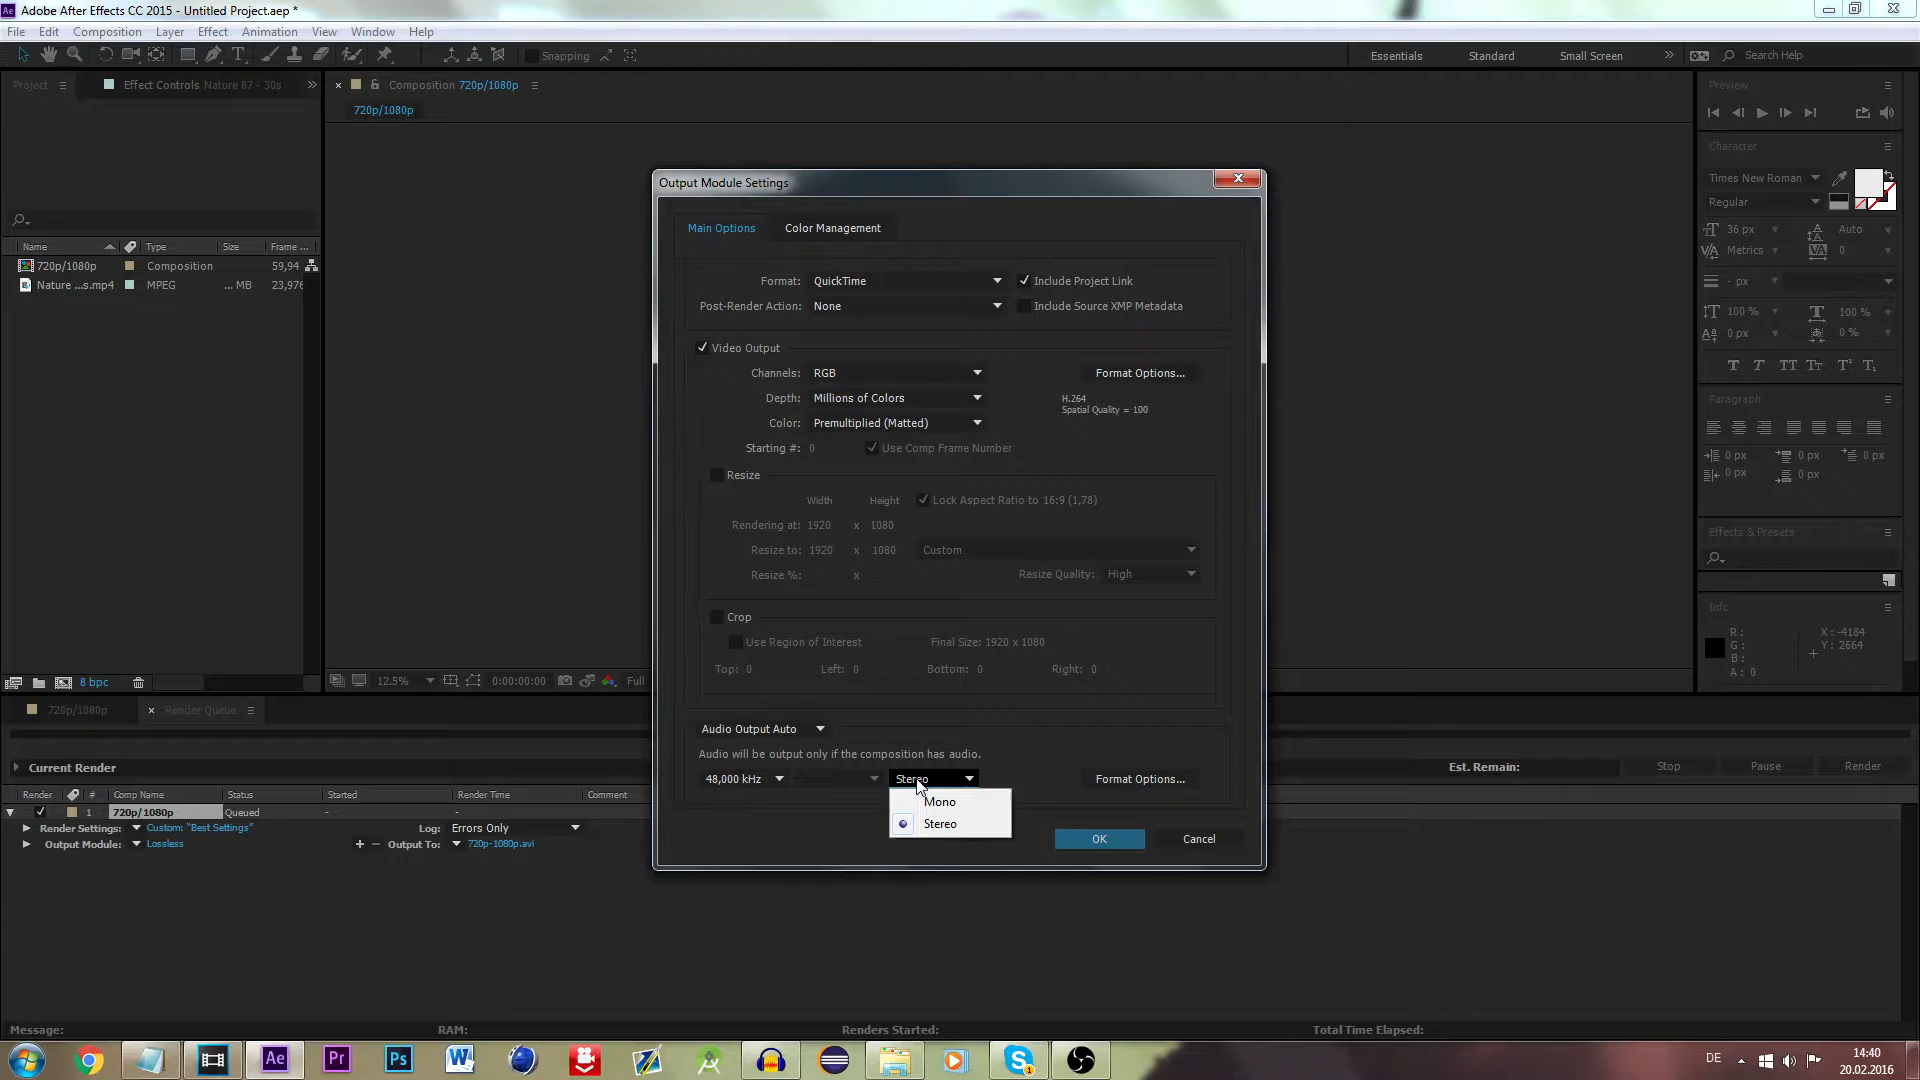 Adobe After Effects CC 2015 - Untitled Project.aep *
File Edit Composition Layer Effect Animation View Window Help
Snapping Essentials Standard Small Screen Search Help
Project Effect Controls Nature 87 - 30s
Composition 720p/1080p
720p/1080p
Name Type Size Frame ...
720p/1080p Composition 59,94
Nature ...s.mp4 MPEG ... MB 23,976
8 bpc
12.5% 0:00:00:00 Full
Output Module Settings
Main Options Color Management
Format: QuickTime Include Project Link
Post-Render Action: None Include Source XMP Metadata
Video Output
Channels: RGB Format Options...
Depth: Millions of Colors H.264
Spatial Quality = 100
Color: Premultiplied (Matted)
Starting #: 0 Use Comp Frame Number
Resize
Width Height Lock Aspect Ratio to 16:9 (1,78)
Rendering at: 1920 x 1080
Resize to: 1920 x 1080 Custom
Resize %: x Resize Quality: High
Crop
Use Region of Interest Final Size: 1920 x 1080
Top: 0 Left: 0 Bottom: 0 Right: 0
Audio Output Auto
Audio will be output only if the composition has audio.
48,000 kHz Stereo Format Options...
Mono
Stereo
OK Cancel
Preview
Character
Times New Roman
Regular
36 px Auto
Metrics 0
- px
100 % 100 %
0 px 0 %
T T TT Tt T¹ T₁
Paragraph
0 px 0 px 0 px
0 px 0 px
Effects & Presets
Info
R : X : -4184
G : Y : 2664
B :
A : 0
720p/1080p Render Queue
Current Render Est. Remain: Stop Pause Render
Render # Comp Name Status Started Render Time Comment
1 720p/1080p Queued - -
Render Settings: Custom: "Best Settings" Log: Errors Only
Output Module: Lossless Output To: 720p-1080p.avi
Message: RAM: Renders Started: Total Time Elapsed:
Ae Pr Ps W
DE 14:40
20.02.2016